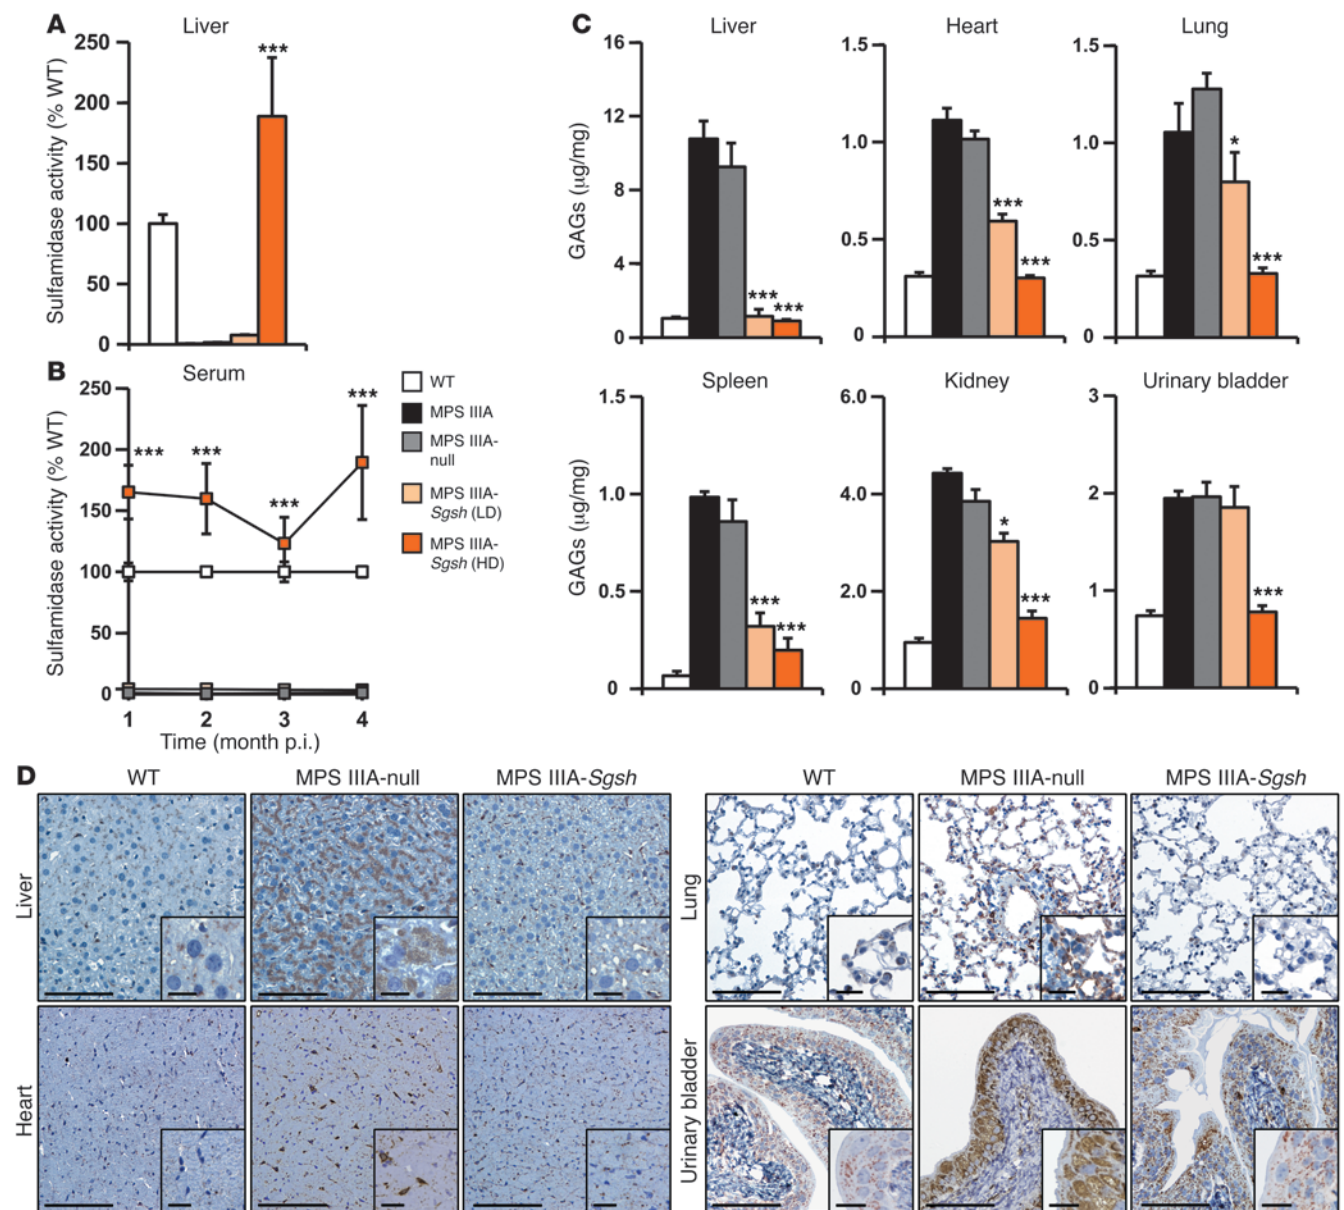 A
Liver
Sulfamidase activity (% WT)
250
200
150
100
50
0
***
B
Serum
Sulfamidase activity (% WT)
250
200
150
100
50
0
***
***
***
***
1 2 3 4
Time (month p.i.)
WT
MPS IIIA
MPS IIIA-
null
MPS IIIA-
Sgsh (LD)
MPS IIIA-
Sgsh (HD)
C
Liver
GAGs (µg/mg)
16
12
8
4
0
***
***
Heart
1.5
1.0
0.5
0
***
***
Lung
1.5
1.0
0.5
0
*
***
Spleen
GAGs (µg/mg)
1.5
1.0
0.5
0
***
***
Kidney
6.0
4.0
2.0
0
*
***
Urinary bladder
3
2
1
0
***
D
WT MPS IIIA-null MPS IIIA-Sgsh
Liver
Heart
WT MPS IIIA-null MPS IIIA-Sgsh
Lung
Urinary bladder